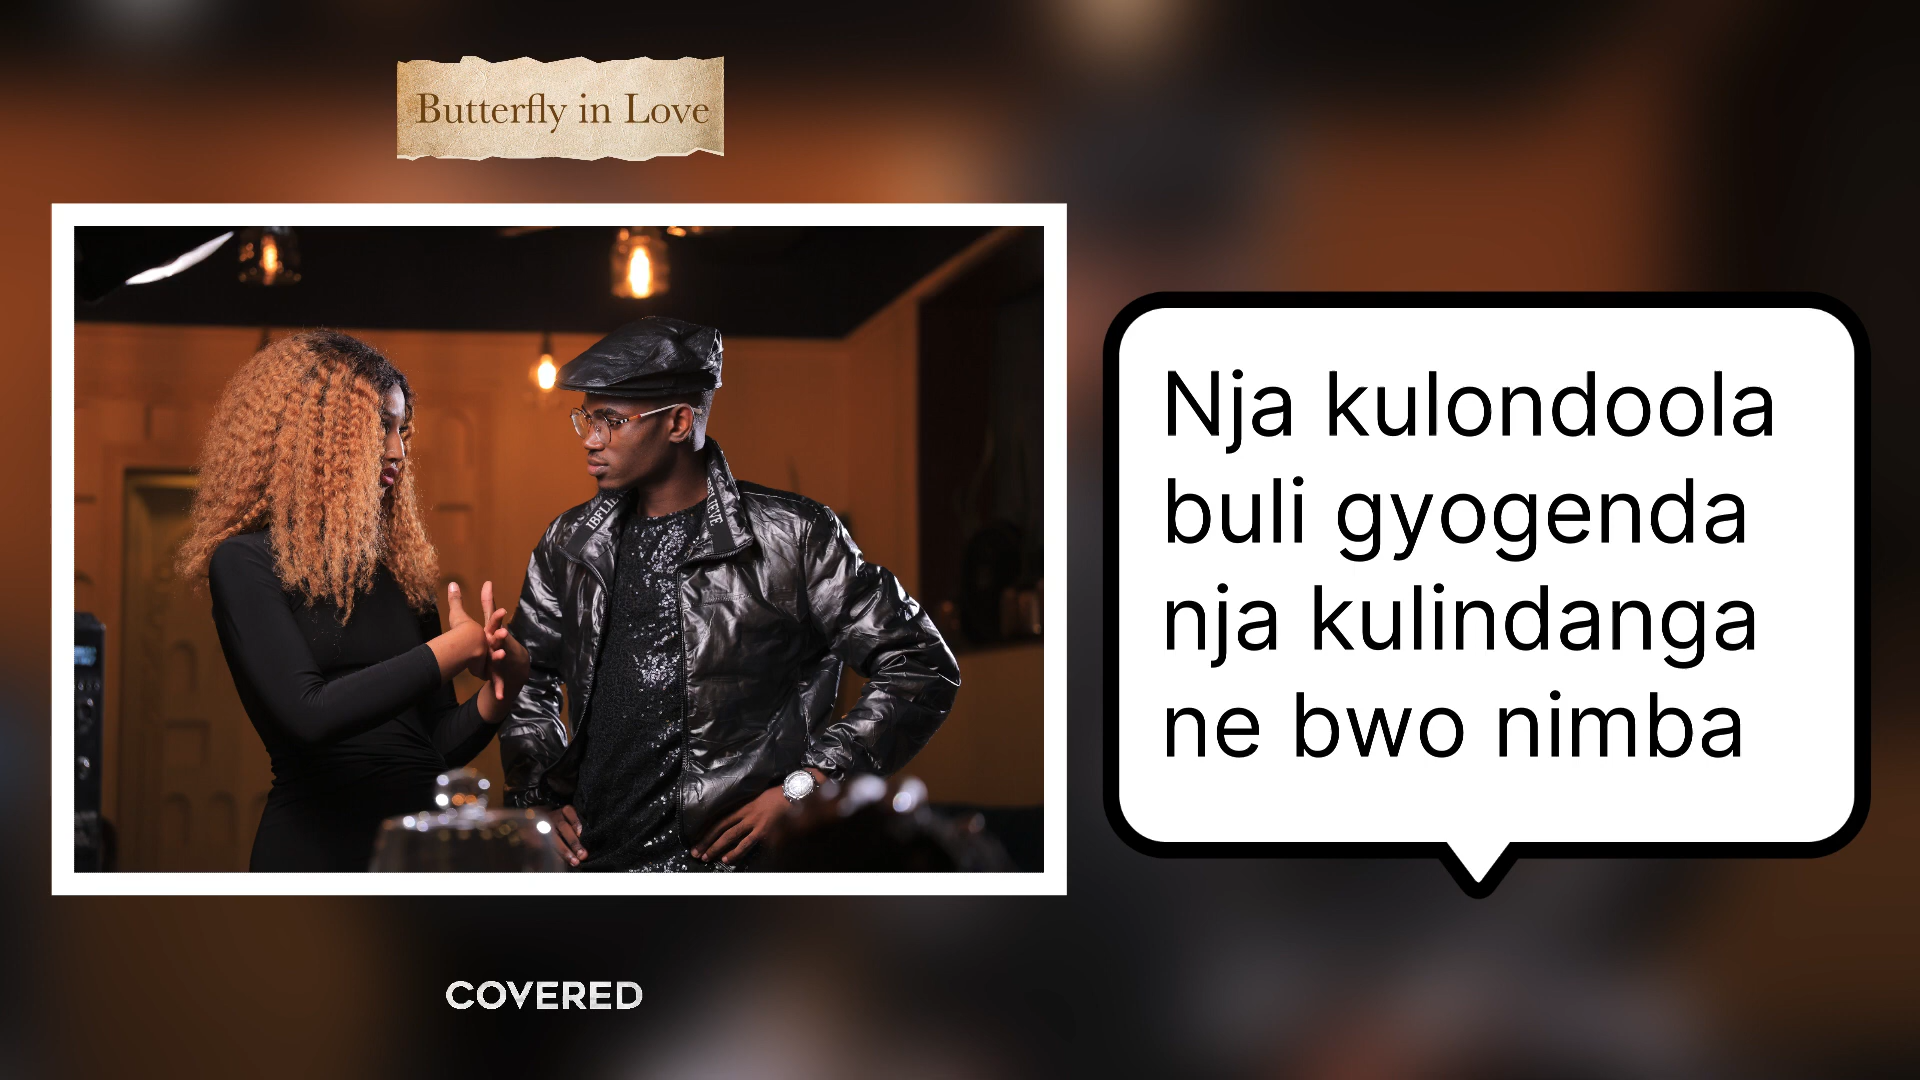 Butterfly in Love
Nja kulondoola
buli gyogenda
nja kulindanga
ne bwo nimba
COVERED